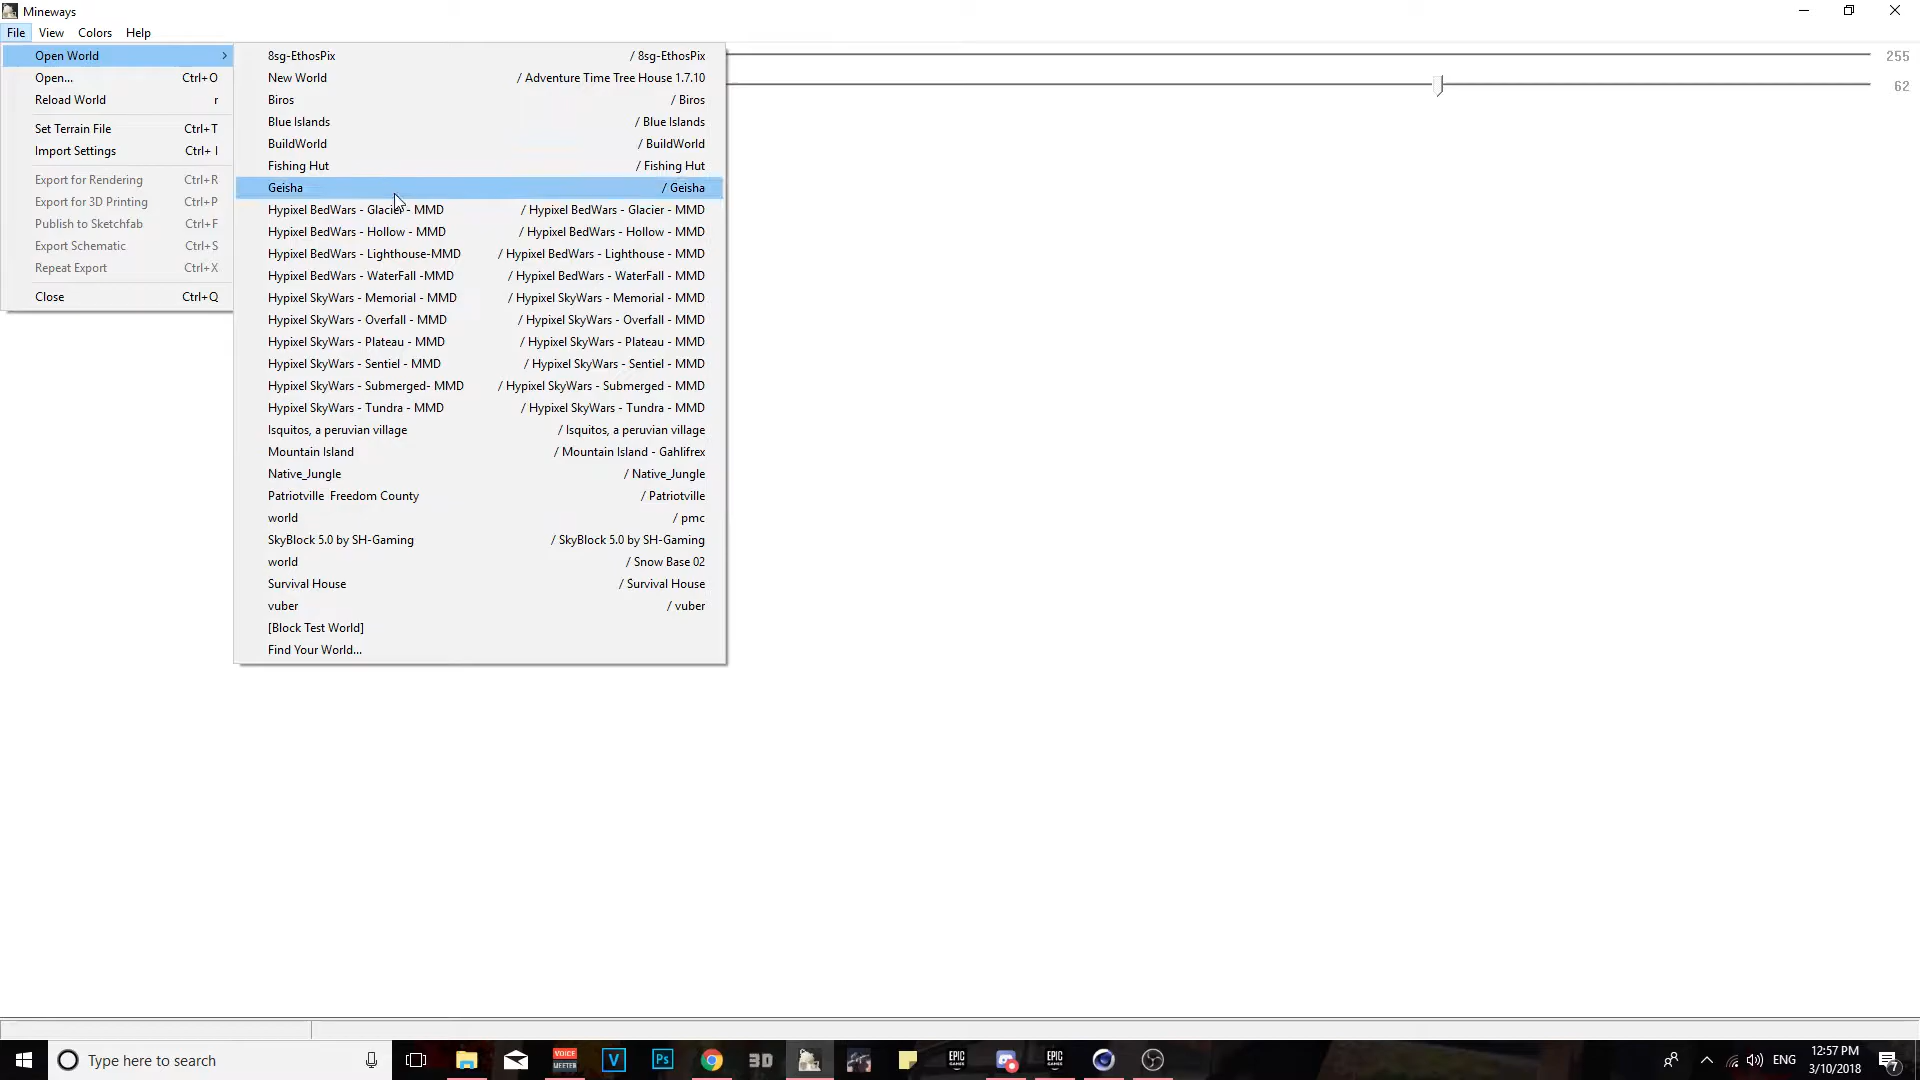 Mineways
File View Colors Help
Open World
Open... Ctrl+O
Reload World r
Set Terrain File Ctrl+T
Import Settings Ctrl+ I
Export for Rendering Ctrl+R
Export for 3D Printing Ctrl+P
Publish to Sketchfab Ctrl+F
Export Schematic Ctrl+S
Repeat Export Ctrl+X
Close Ctrl+Q
8sg-EthosPix / 8sg-EthosPix
New World / Adventure Time Tree House 1.7.10
Biros / Biros
Blue Islands / Blue Islands
BuildWorld / BuildWorld
Fishing Hut / Fishing Hut
Geisha / Geisha
Hypixel BedWars - Glacier - MMD / Hypixel BedWars - Glacier - MMD
Hypixel BedWars - Hollow - MMD / Hypixel BedWars - Hollow - MMD
Hypixel BedWars - Lighthouse-MMD / Hypixel BedWars - Lighthouse - MMD
Hypixel BedWars - WaterFall -MMD / Hypixel BedWars - WaterFall - MMD
Hypixel SkyWars - Memorial - MMD / Hypixel SkyWars - Memorial - MMD
Hypixel SkyWars - Overfall - MMD / Hypixel SkyWars - Overfall - MMD
Hypixel SkyWars - Plateau - MMD / Hypixel SkyWars - Plateau - MMD
Hypixel SkyWars - Sentiel - MMD / Hypixel SkyWars - Sentiel - MMD
Hypixel SkyWars - Submerged- MMD / Hypixel SkyWars - Submerged - MMD
Hypixel SkyWars - Tundra - MMD / Hypixel SkyWars - Tundra - MMD
Isquitos, a peruvian village / Isquitos, a peruvian village
Mountain Island / Mountain Island - Gahlifrex
Native_Jungle / Native_Jungle
Patriotville Freedom County / Patriotville
world / pmc
SkyBlock 5.0 by SH-Gaming / SkyBlock 5.0 by SH-Gaming
world / Snow Base 02
Survival House / Survival House
vuber / vuber
[Block Test World]
Find Your World...
255
62
Type here to search
VOICE
MEETER
V
Ps
3D
EPIC
GAMES
EPIC
GAMES
ENG
12:57 PM
3/10/2018
7